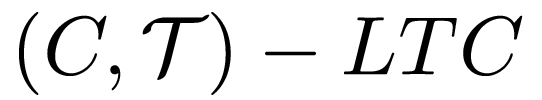 (C, 𝒯) − LTC